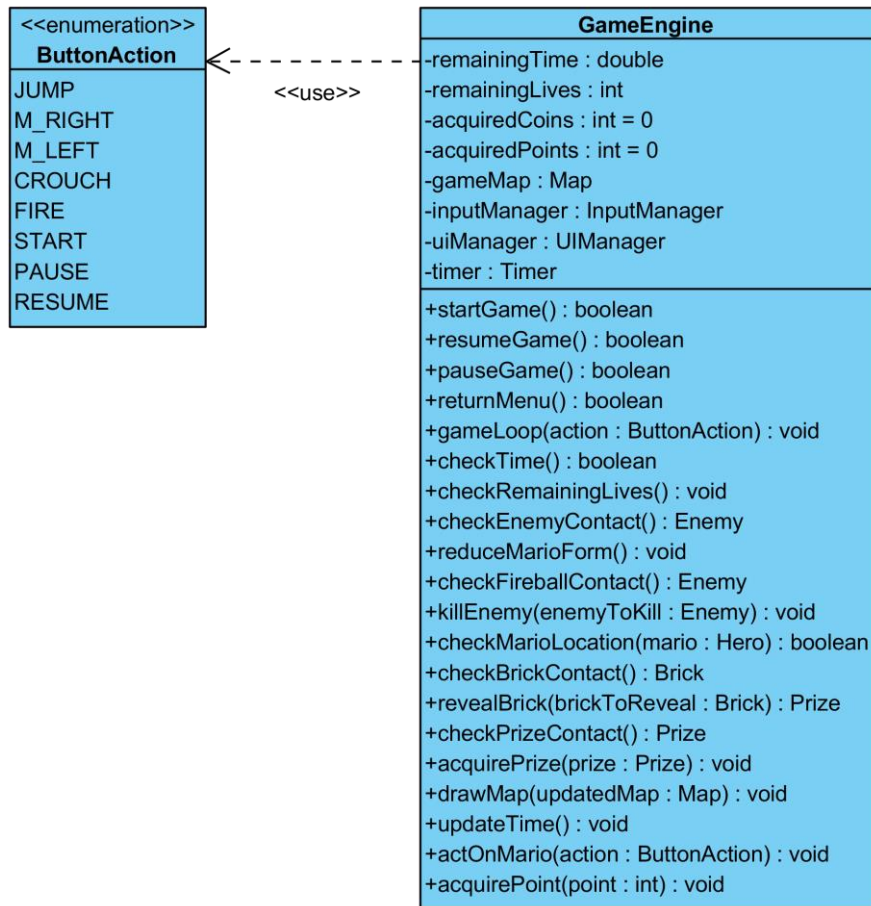 <<enumeration>>
ButtonAction
JUMP
M_RIGHT
M_LEFT
CROUCH
FIRE
START
PAUSE
RESUME
<<use>>
GameEngine
-remainingTime : double
-remainingLives : int
-acquiredCoins : int = 0
-acquiredPoints : int = 0
-gameMap : Map
-inputManager : InputManager
-uiManager : UIManager
-timer : Timer
+startGame() : boolean
+resumeGame() : boolean
+pauseGame() : boolean
+returnMenu() : boolean
+gameLoop(action : ButtonAction) : void
+checkTime() : boolean
+checkRemainingLives() : void
+checkEnemyContact() : Enemy
+reduceMarioForm() : void
+checkFireballContact() : Enemy
+killEnemy(enemyToKill : Enemy) : void
+checkMarioLocation(mario : Hero) : boolean
+checkBrickContact() : Brick
+revealBrick(brickToReveal : Brick) : Prize
+checkPrizeContact() : Prize
+acquirePrize(prize : Prize) : void
+drawMap(updatedMap : Map) : void
+updateTime() : void
+actOnMario(action : ButtonAction) : void
+acquirePoint(point : int) : void